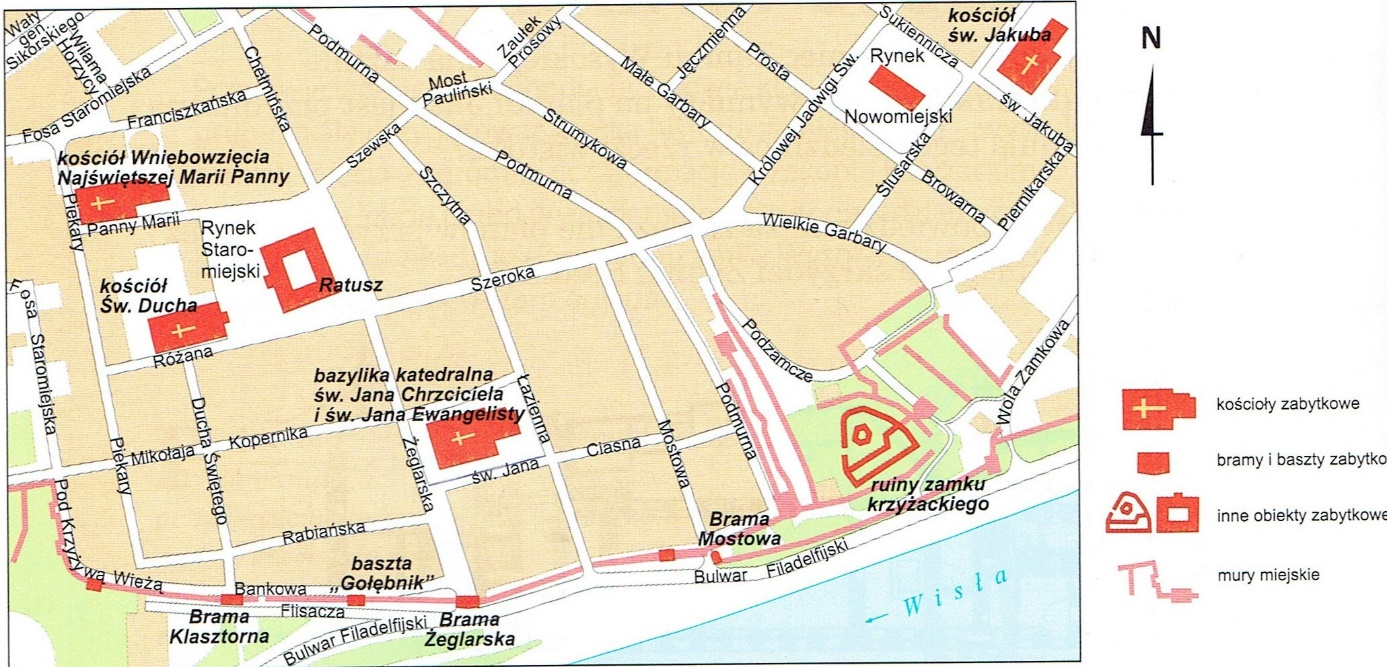 Wały
gen.
Sikorskiego
Wilama
Horzycy
Fosa Staromiejska
Franciszkańska
Chełmińska
Podmurna
Most
Pauliński
Zaułek
Prosowy
Jęczmienna
Prosta
Małe Garbary
Królowej Jadwigi Św.
Sukiennicza
Rynek
Nowomiejski
kościół
św. Jakuba
św. Jakuba
Ślusarska
Browarna
Piernikarska
Wielkie Garbary
Strumykowa
Podmurna
Szewska
Szczytna
kościół Wniebowzięcia
Najświętszej Marii Panny
Piekary
Panny Marii
Rynek
Staro-
miejski
Ratusz
kościół
Św. Ducha
Różana
Szeroka
Fosa Staromiejska
bazylika katedralna
św. Jana Chrzciciela
i św. Jana Ewangelisty
Łazienna
Żeglarska
św. Jana
Ciasna
Mostowa
Podmurna
Podzamcze
Wola Zamkowa
ruiny zamku
krzyżackiego
Mikołaja Kopernika
Ducha Świętego
Piekary
Pod Krzywą Wieżą
Rabiańska
Bankowa
baszta
„Gołębnik”
Flisacza
Brama
Klasztorna
Brama
Żeglarska
Bulwar Filadelfijski
Brama
Mostowa
Bulwar Filadelfijski
Wisła
N
kościoły zabytkowe
bramy i baszty zabytko
inne obiekty zabytkowe
mury miejskie